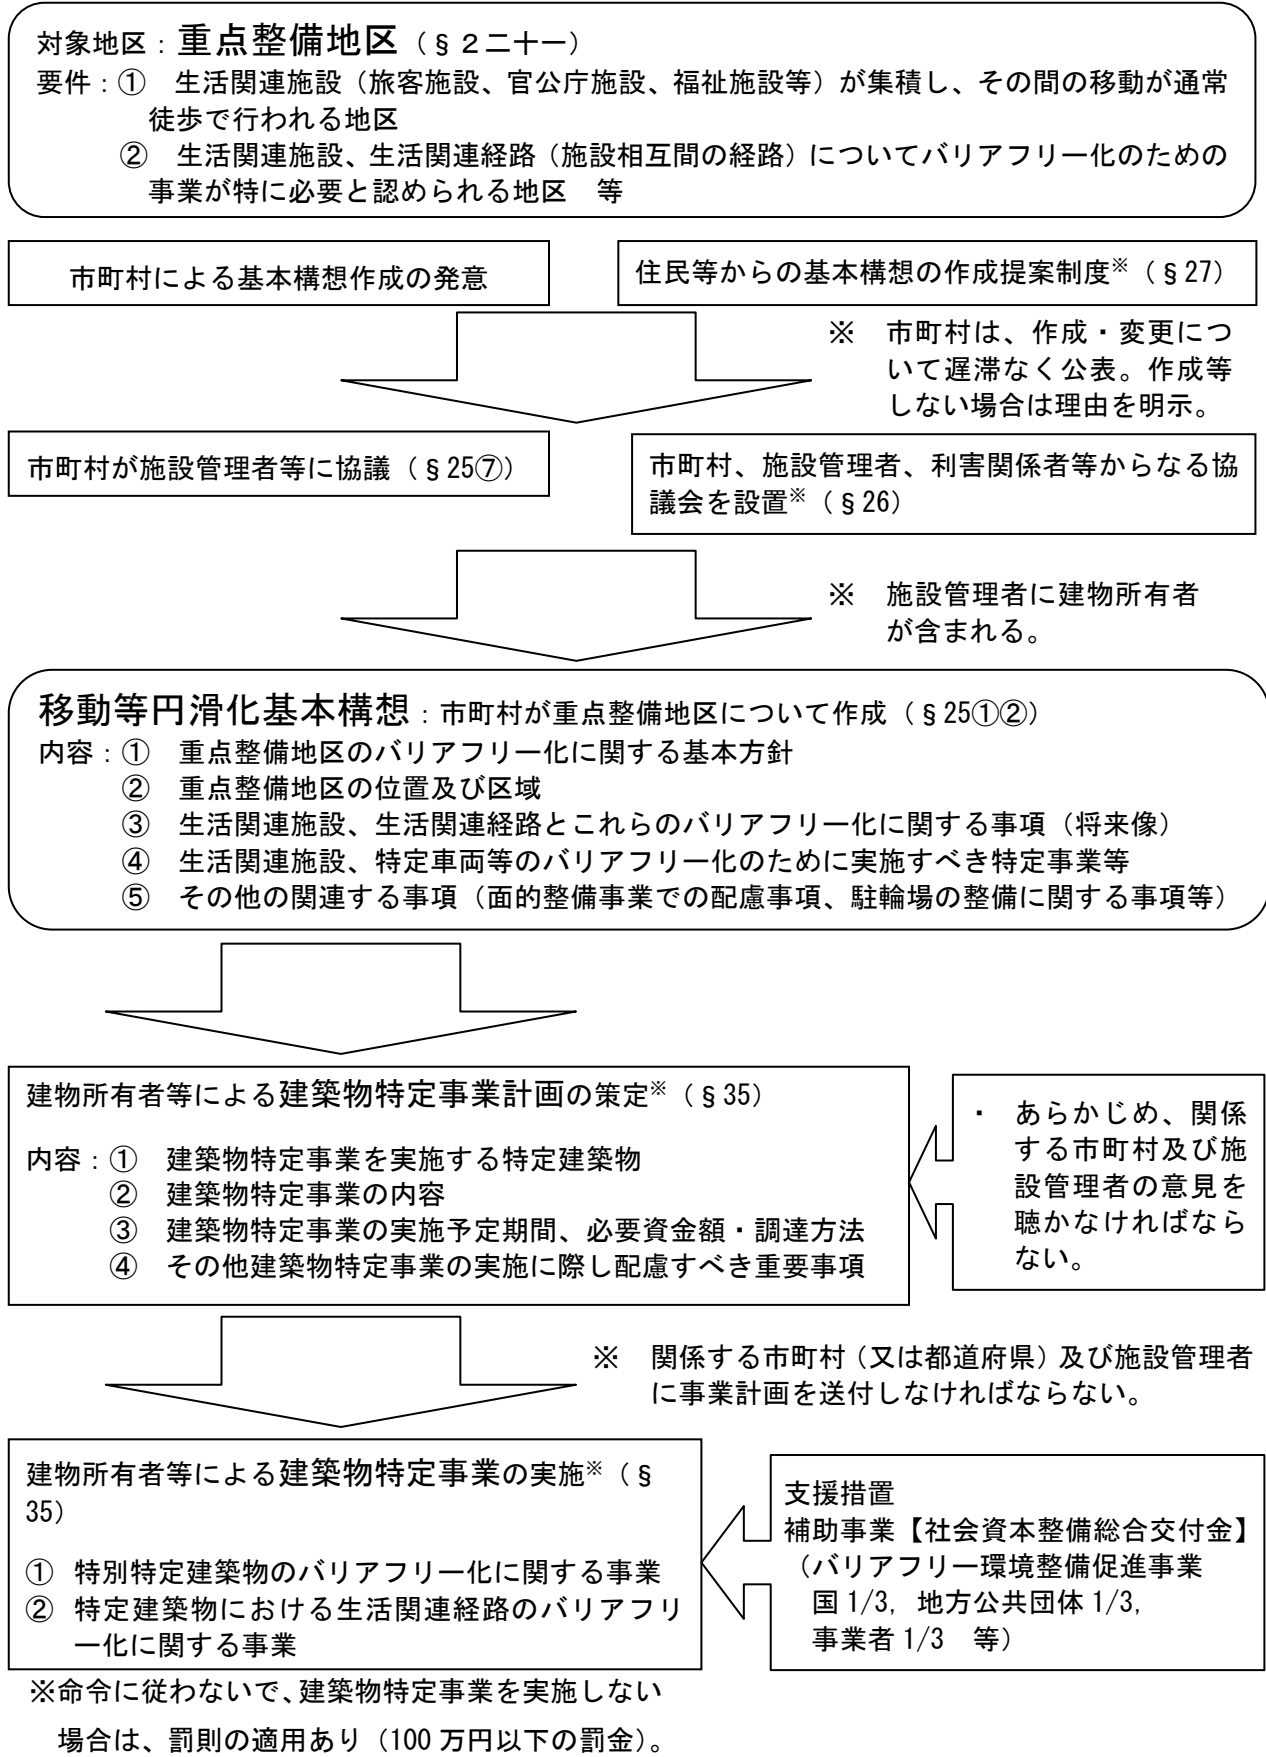 対象地区：重点整備地区（§２二十一）
要件：①　生活関連施設（旅客施設、官公庁施設、福祉施設等）が集積し、その間の移動が通常
徒歩で行われる地区
②　生活関連施設、生活関連経路（施設相互間の経路）についてバリアフリー化のための
事業が特に必要と認められる地区　等
市町村による基本構想作成の発意
住民等からの基本構想の作成提案制度※（§27）
※　市町村は、作成・変更につ
いて遅滞なく公表。作成等
しない場合は理由を明示。
市町村が施設管理者等に協議（§25⑦）
市町村、施設管理者、利害関係者等からなる協
議会を設置※（§26）
※　施設管理者に建物所有者
が含まれる。
移動等円滑化基本構想：市町村が重点整備地区について作成（§25①②）
内容：①　重点整備地区のバリアフリー化に関する基本方針
②　重点整備地区の位置及び区域
③　生活関連施設、生活関連経路とこれらのバリアフリー化に関する事項（将来像）
④　生活関連施設、特定車両等のバリアフリー化のために実施すべき特定事業等
⑤　その他の関連する事項（面的整備事業での配慮事項、駐輪場の整備に関する事項等）
建物所有者等による建築物特定事業計画の策定※（§35）
内容：①　建築物特定事業を実施する特定建築物
②　建築物特定事業の内容
③　建築物特定事業の実施予定期間、必要資金額・調達方法
④　その他建築物特定事業の実施に際し配慮すべき重要事項
・　あらかじめ、関係
する市町村及び施
設管理者の意見を
聴かなければなら
ない。
※　関係する市町村（又は都道府県）及び施設管理者
に事業計画を送付しなければならない。
建物所有者等による建築物特定事業の実施※（§
35）
①　特別特定建築物のバリアフリー化に関する事業
②　特定建築物における生活関連経路のバリアフリ
ー化に関する事業
支援措置
補助事業【社会資本整備総合交付金】
（バリアフリー環境整備促進事業
国 1/3, 地方公共団体 1/3,
事業者 1/3　等）
※命令に従わないで、建築物特定事業を実施しない
場合は、罰則の適用あり（100 万円以下の罰金）。